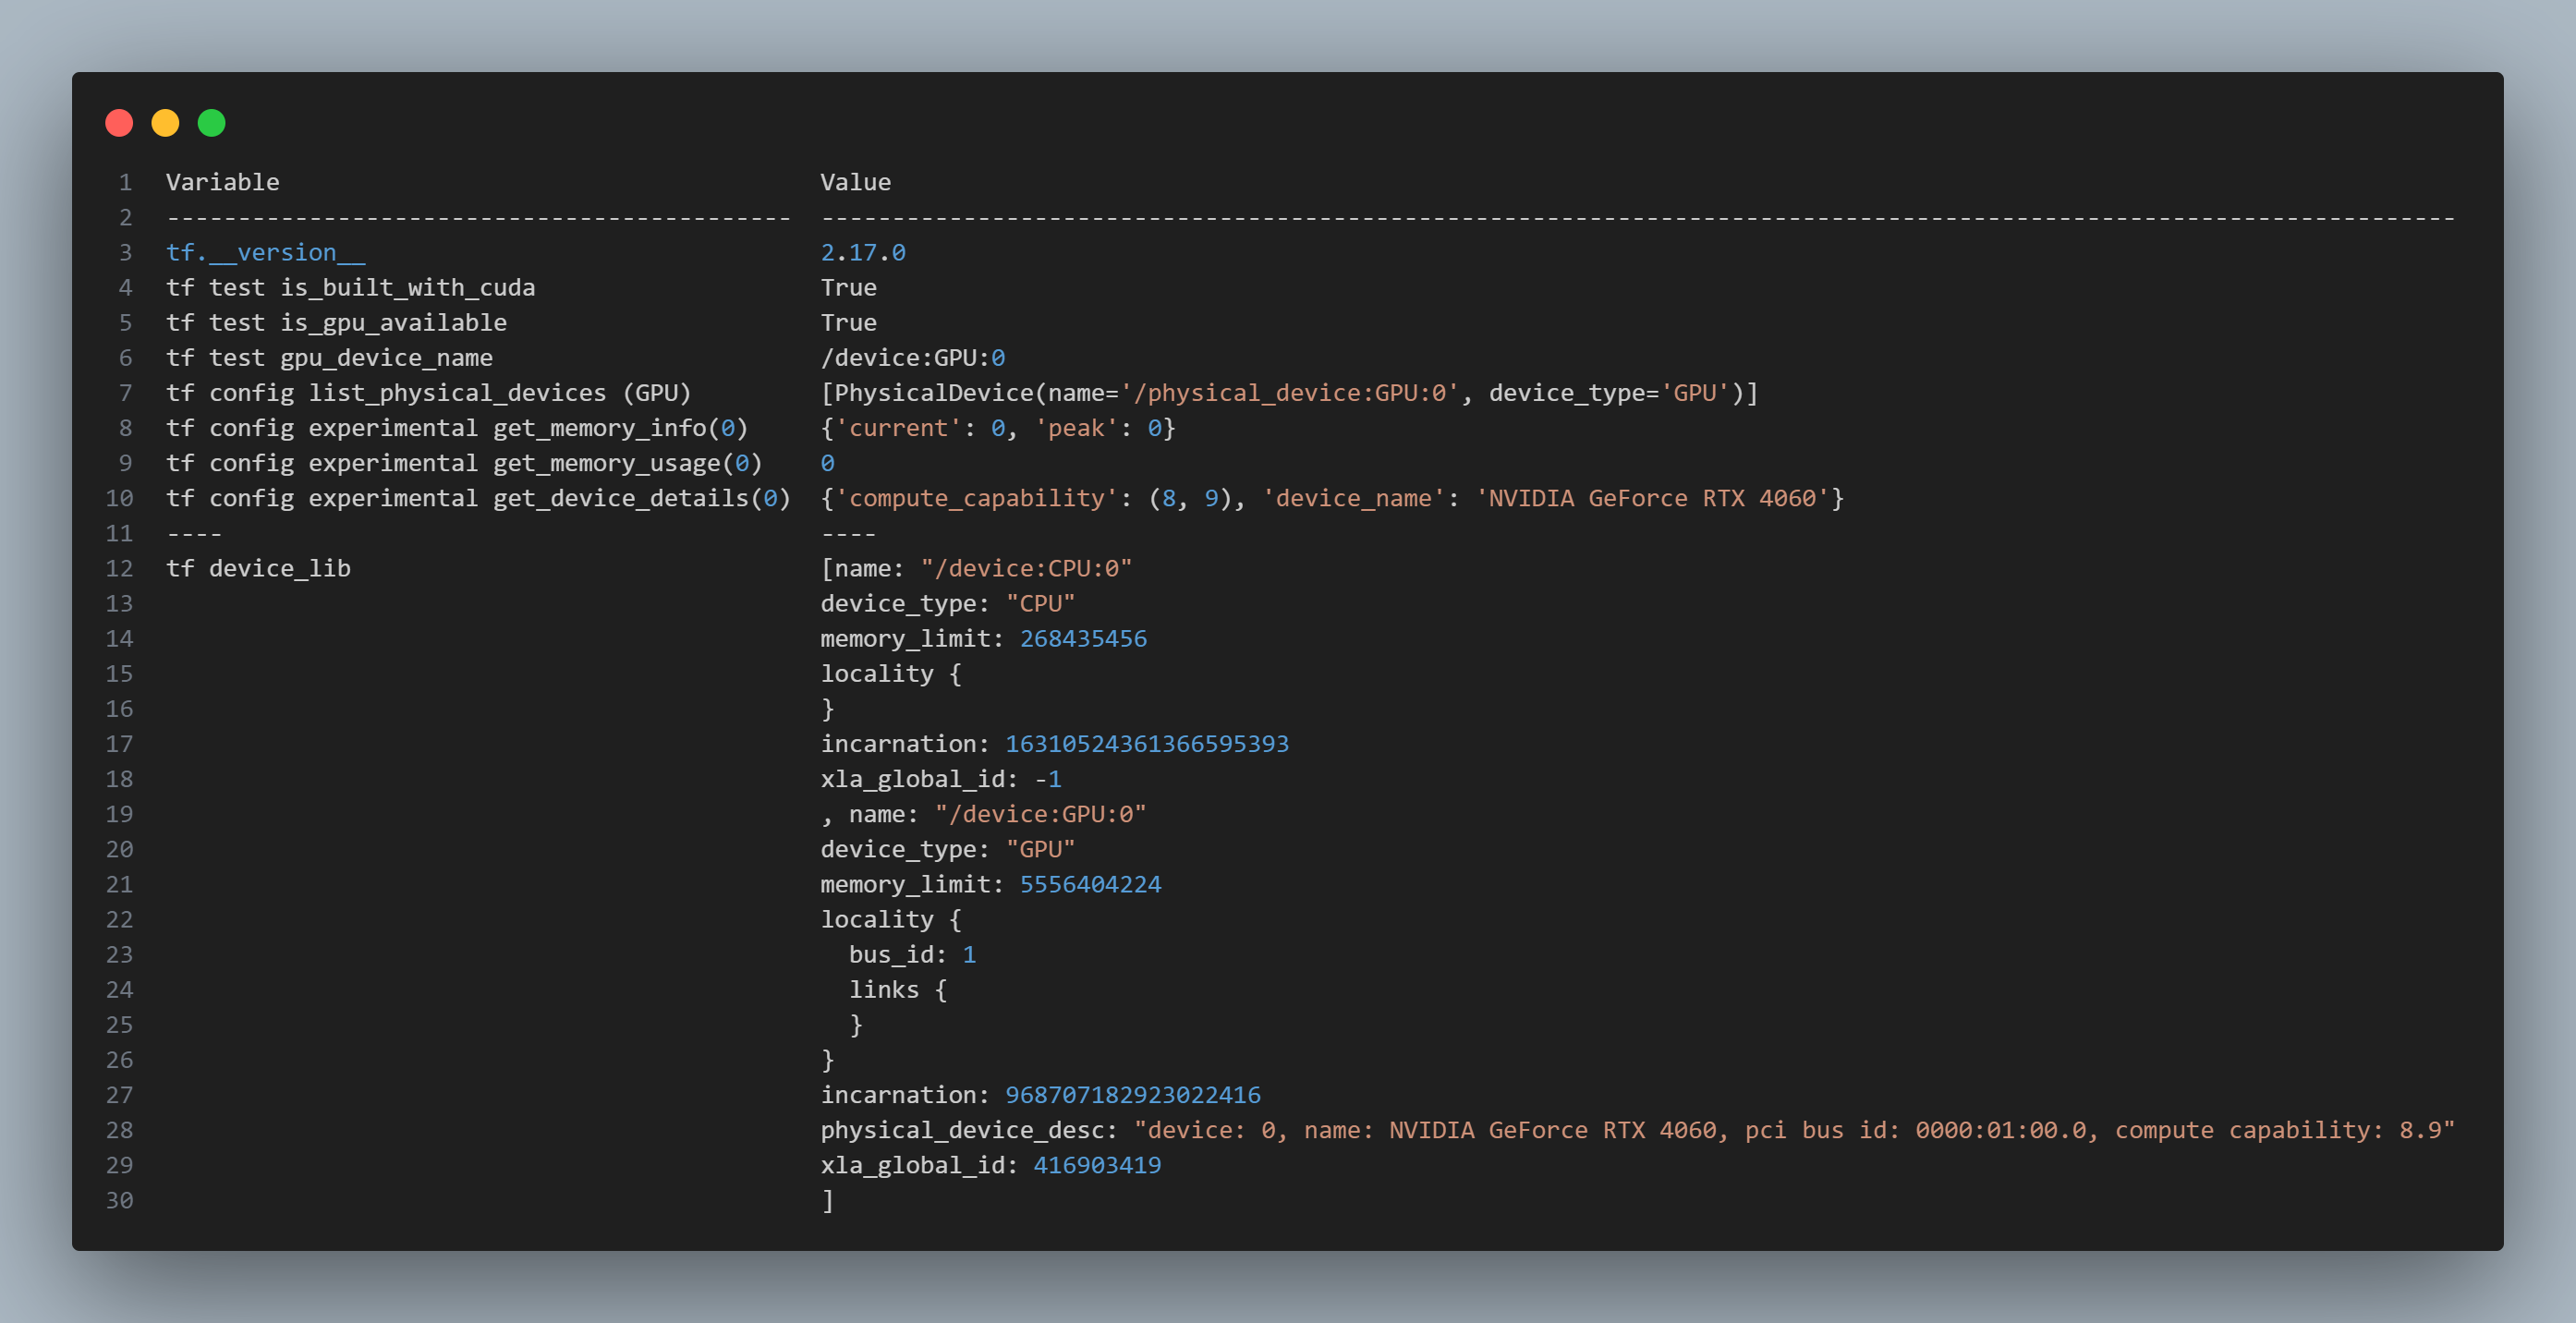 1 Variable Value
2 -------------------------------------------- -------------------------------------------------------------------------------------------------------------------
3 tf.__version__ 2.17.0
4 tf test is_built_with_cuda True
5 tf test is_gpu_available True
6 tf test gpu_device_name /device:GPU:0
7 tf config list_physical_devices (GPU) [PhysicalDevice(name='/physical_device:GPU:0', device_type='GPU')]
8 tf config experimental get_memory_info(0) {'current': 0, 'peak': 0}
9 tf config experimental get_memory_usage(0) 0
10 tf config experimental get_device_details(0) {'compute_capability': (8, 9), 'device_name': 'NVIDIA GeForce RTX 4060'}
11 ---- ----
12 tf device_lib [name: "/device:CPU:0"
13 device_type: "CPU"
14 memory_limit: 268435456
15 locality {
16 }
17 incarnation: 16310524361366595393
18 xla_global_id: -1
19 , name: "/device:GPU:0"
20 device_type: "GPU"
21 memory_limit: 5556404224
22 locality {
23   bus_id: 1
24   links {
25   }
26 }
27 incarnation: 968707182923022416
28 physical_device_desc: "device: 0, name: NVIDIA GeForce RTX 4060, pci bus id: 0000:01:00.0, compute capability: 8.9"
29 xla_global_id: 416903419
30 ]